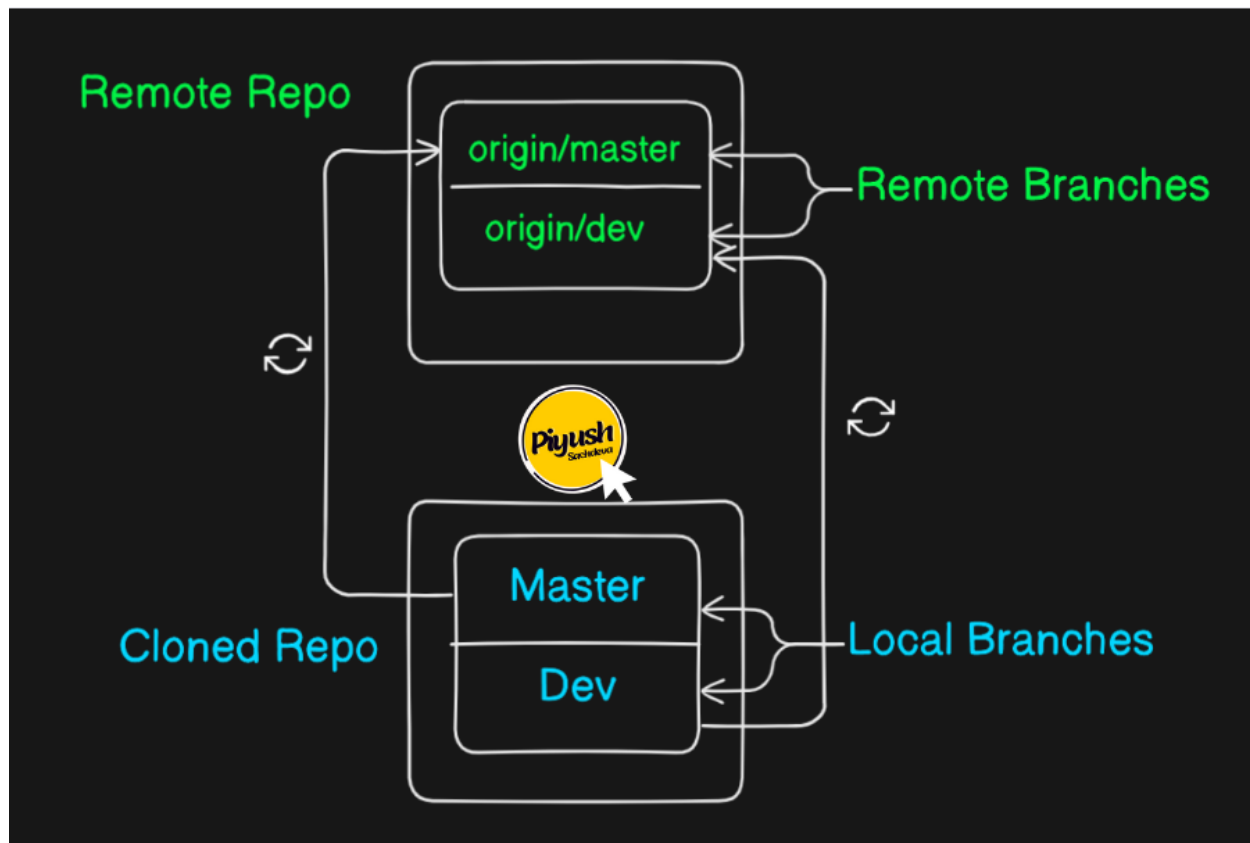 Remote Repo
origin/master
Remote Branches
origin/dev
Piyush
Sachdeva
Master
Cloned Repo
Local Branches
Dev